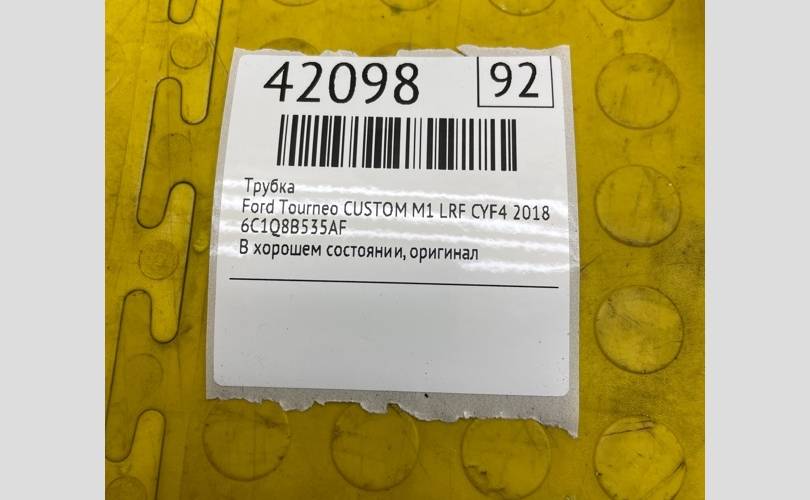 42098
92
Трубка
Ford Tourneo CUSTOM M1 LRF CYF4 2018
6C1Q8B535AF
В хорошем состоянии, оригинал